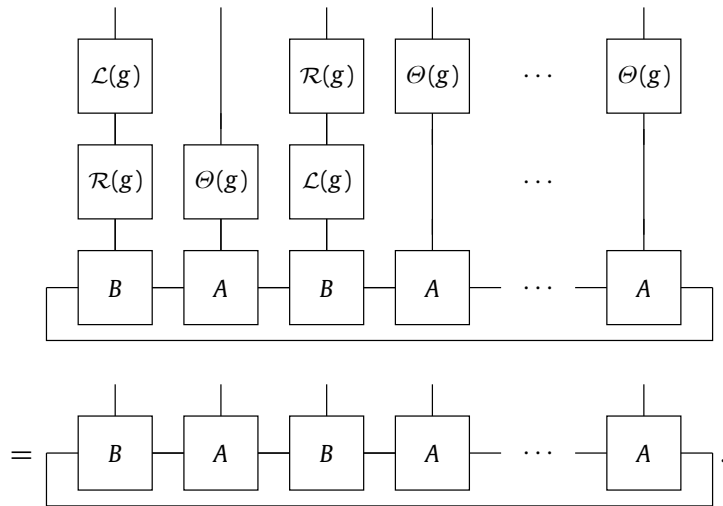 𝓛(g) 𝓡(g) Θ(g) ⋯ Θ(g)
𝓡(g) Θ(g) 𝓛(g) ⋯
B A B A ⋯ A
= B A B A ⋯ A .